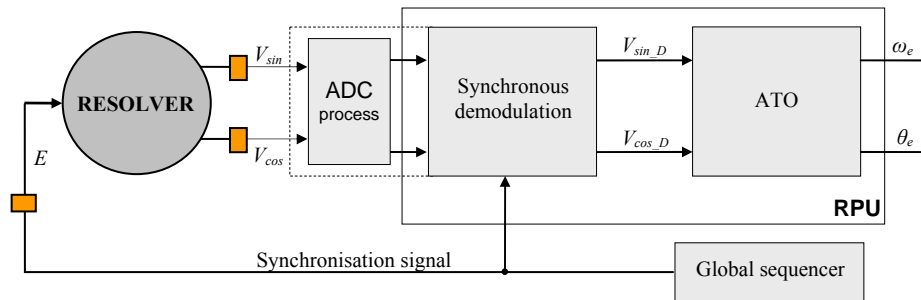 V_sin
RESOLVER
V_cos
E
ADC
process
Synchronous
demodulation
V_sin_D
V_cos_D
ATO
ω_e
θ_e
RPU
Synchronisation signal
Global sequencer